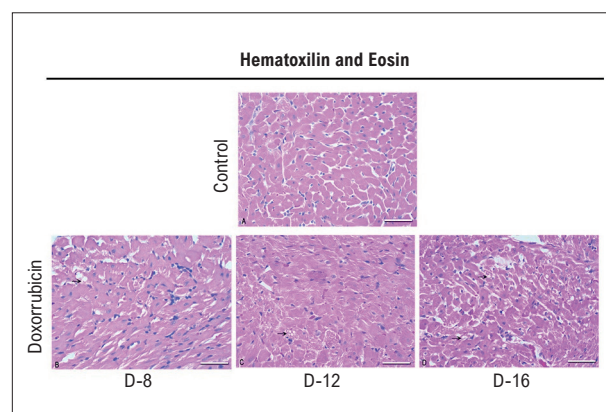 Hematoxilin and Eosin
Control
A
Doxorrubicin
B
C
D
D-8
D-12
D-16